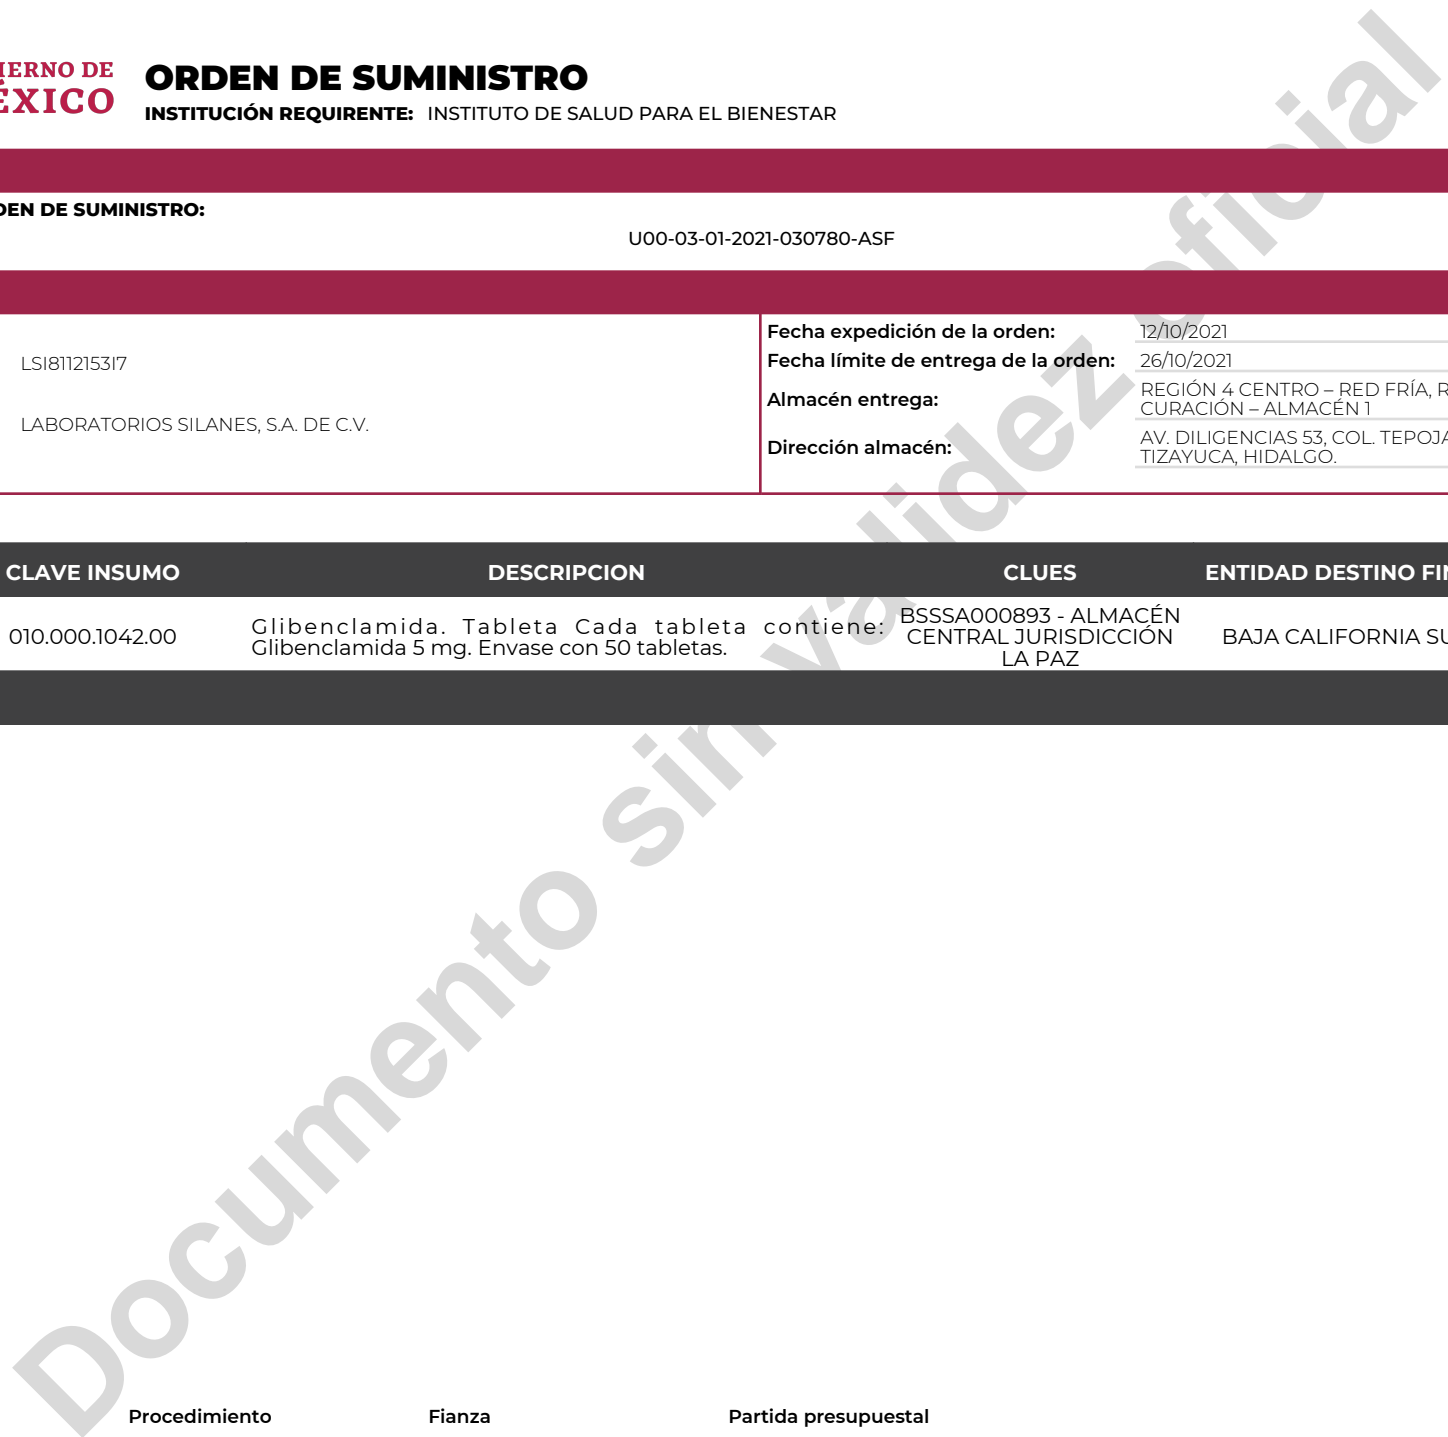 IERNO DE
ÉXICO
ORDEN DE SUMINISTRO
INSTITUCIÓN REQUIRENTE: INSTITUTO DE SALUD PARA EL BIENESTAR
DEN DE SUMINISTRO:
U00-03-01-2021-030780-ASF
LSI8112153I7
LABORATORIOS SILANES, S.A. DE C.V.
Fecha expedición de la orden: 12/10/2021
Fecha límite de entrega de la orden: 26/10/2021
Almacén entrega: REGIÓN 4 CENTRO – RED FRÍA, R
CURACIÓN – ALMACÉN 1
Dirección almacén: AV. DILIGENCIAS 53, COL. TEPOJA
TIZAYUCA, HIDALGO.
CLAVE INSUMO DESCRIPCION CLUES ENTIDAD DESTINO FIN
010.000.1042.00
Glibenclamida. Tableta Cada tableta contiene:
Glibenclamida 5 mg. Envase con 50 tabletas.
BSSSA000893 - ALMACÉN
CENTRAL JURISDICCIÓN
LA PAZ
BAJA CALIFORNIA SU
Documento sin validez oficial
Procedimiento Fianza Partida presupuestal